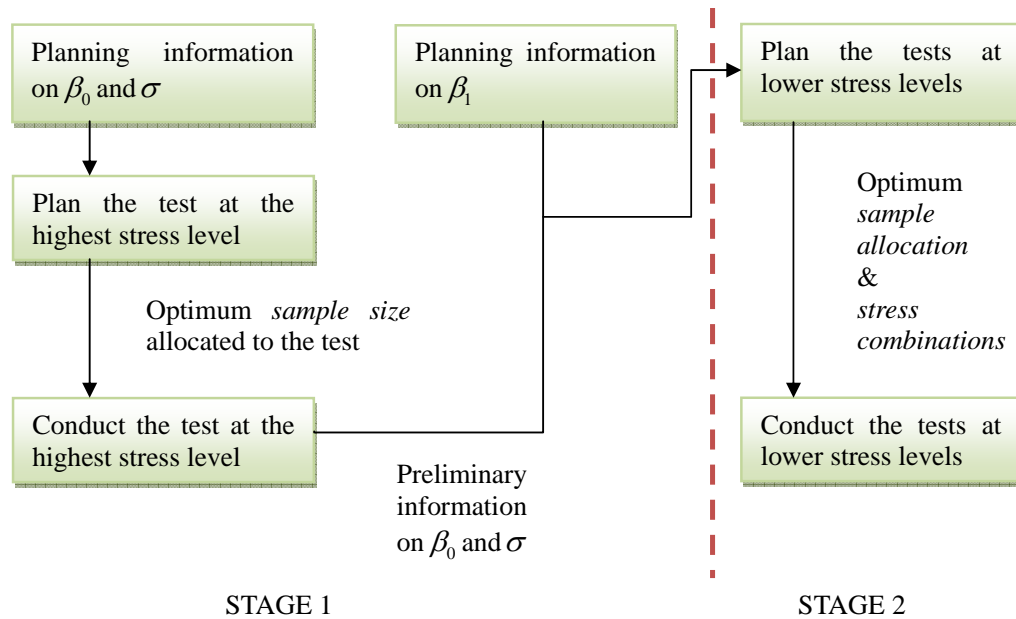 Planning information
on β₀ and σ
Planning information
on β₁
Plan the tests at
lower stress levels
Plan the test at the
highest stress level
Optimum sample size
allocated to the test
Optimum
sample
allocation
&
stress
combinations
Conduct the test at the
highest stress level
Conduct the tests at
lower stress levels
Preliminary
information
on β₀ and σ
STAGE 1
STAGE 2